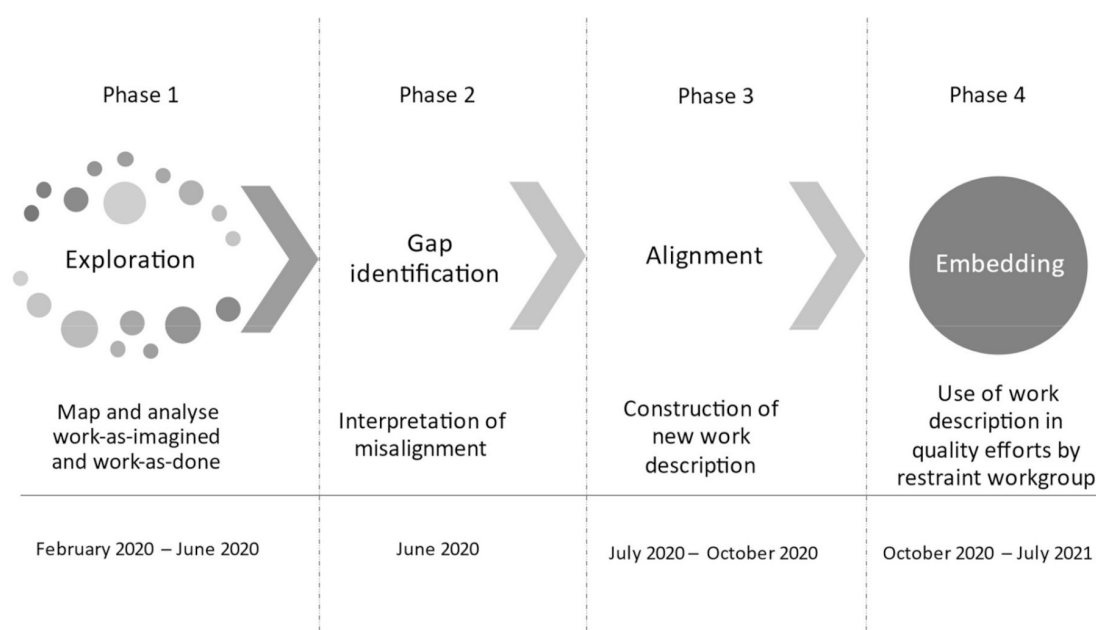 Phase 1
Phase 2
Phase 3
Phase 4
Exploration
Gap
identification
Alignment
Embedding
Map and analyse
work-as-imagined
and work-as-done
Interpretation of
misalignment
Construction of
new work
description
Use of work
description in
quality efforts by
restraint workgroup
February 2020 – June 2020
June 2020
July 2020 – October 2020
October 2020 – July 2021